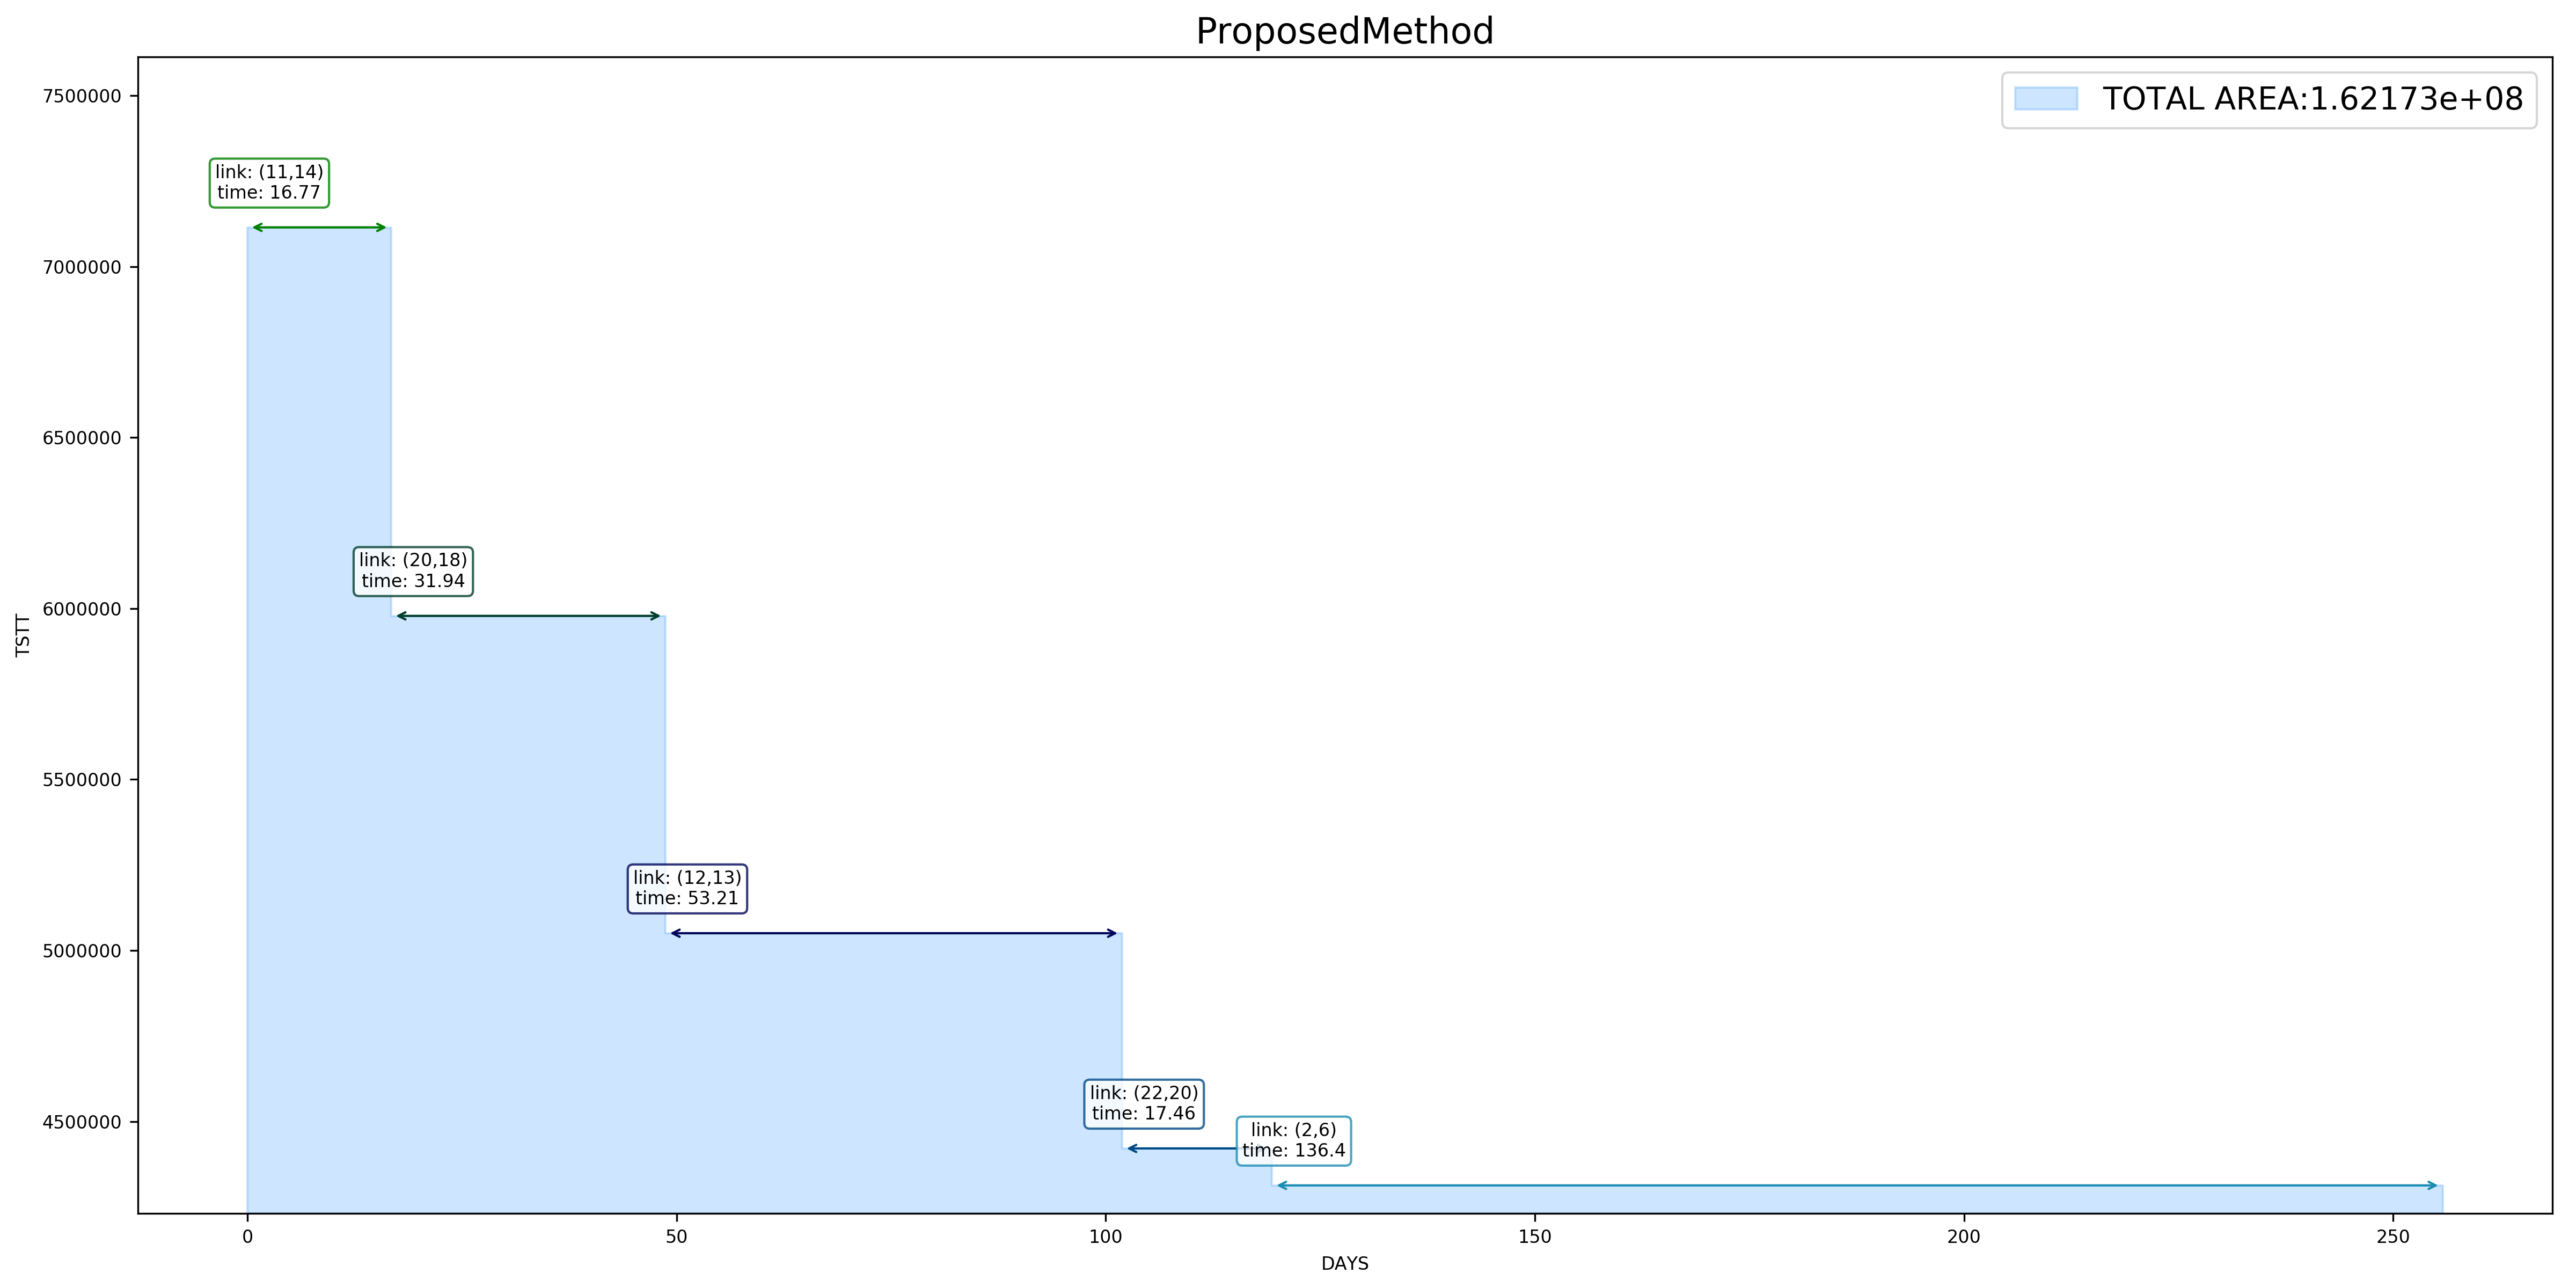 ProposedMethod
TOTAL AREA:1.62173e+08
7500000
7000000
6500000
6000000
5500000
5000000
4500000
TSTT
link: (11,14)
time: 16.77
link: (20,18)
time: 31.94
link: (12,13)
time: 53.21
link: (22,20)
time: 17.46
link: (2,6)
time: 136.4
0
50
100
150
200
250
DAYS